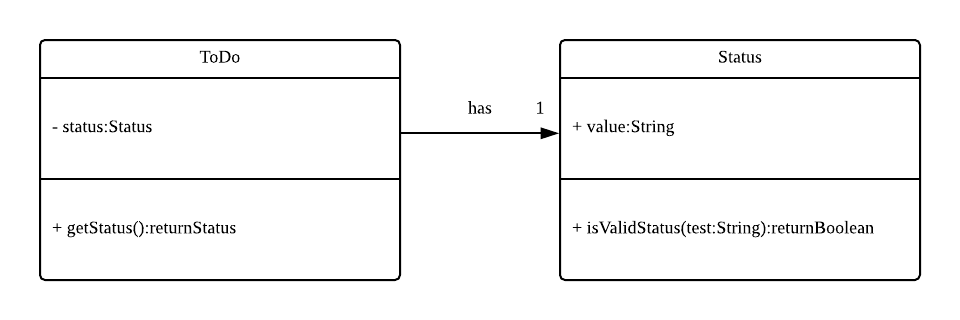 ToDo
- status:Status
+ getStatus():returnStatus
has
1
Status
+ value:String
+ isValidStatus(test:String):returnBoolean